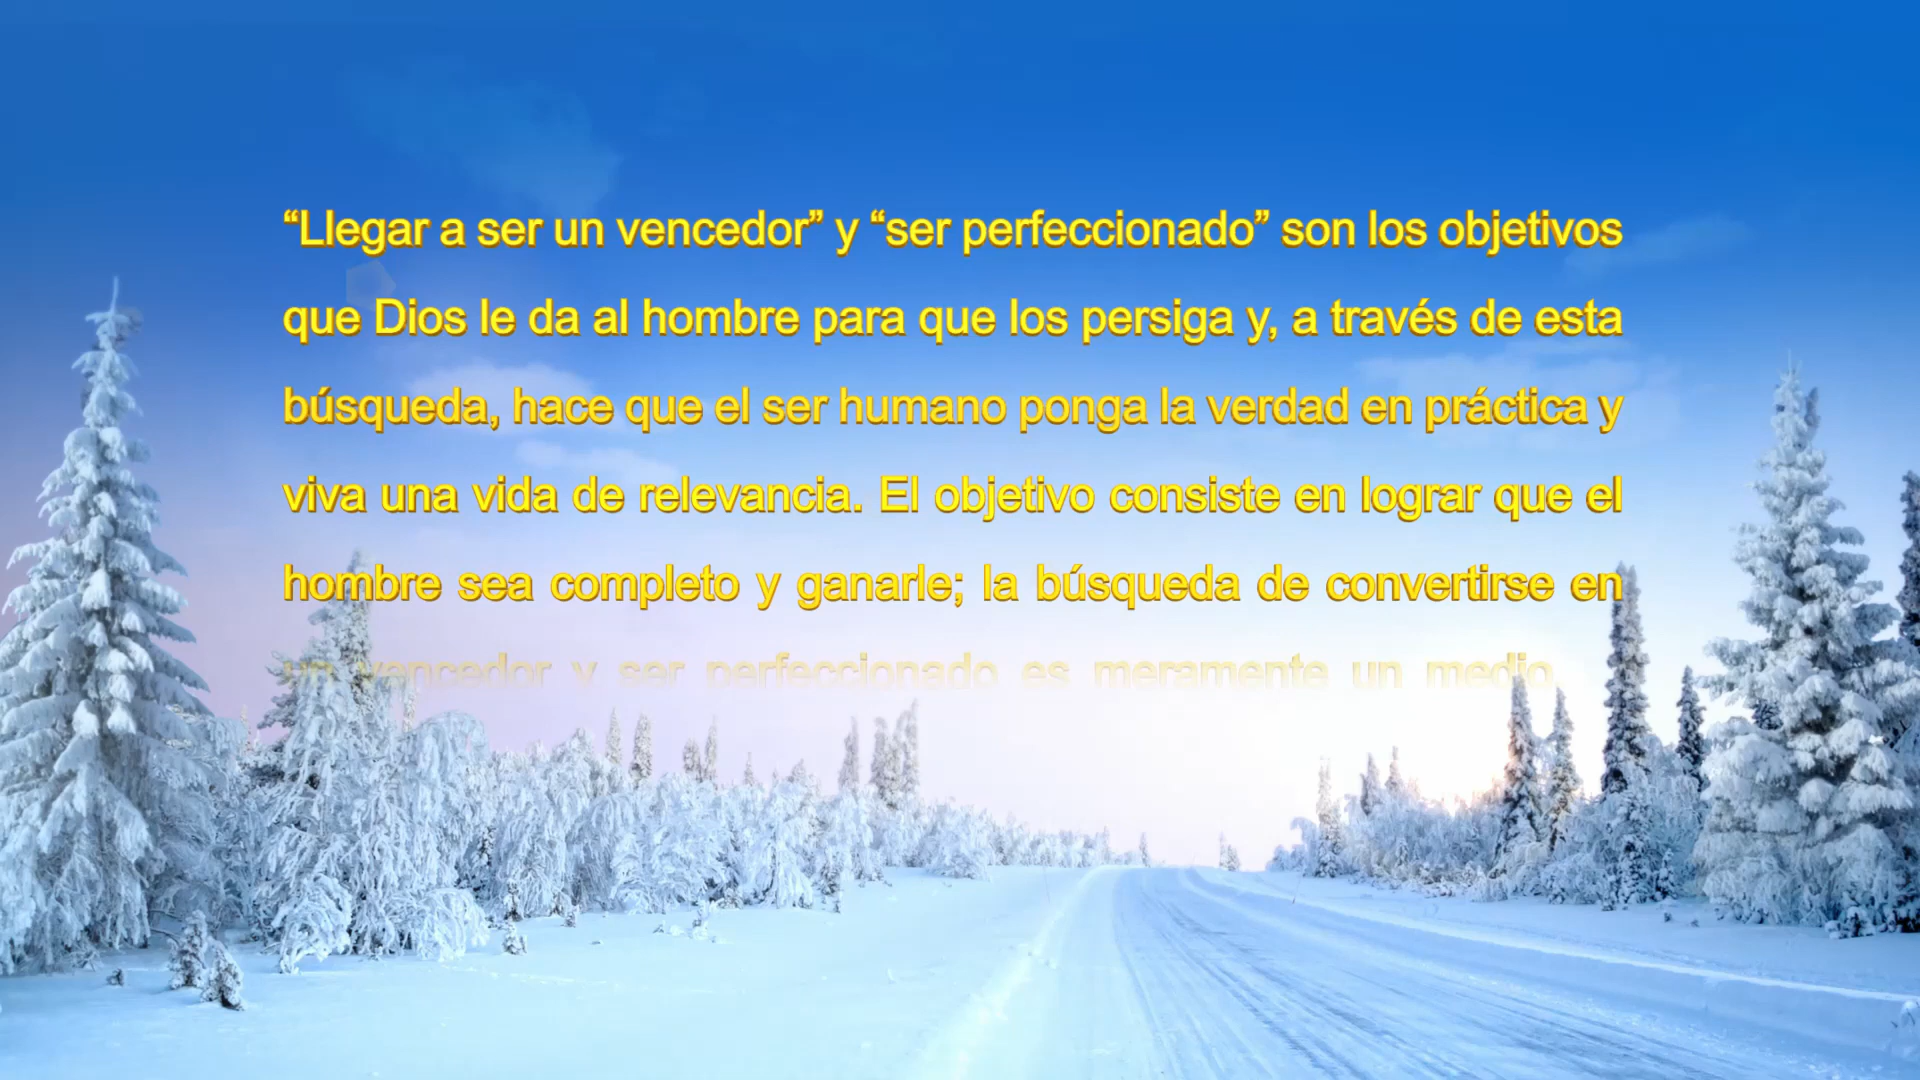 “Llegar a ser un vencedor” y “ser perfeccionado” son los objetivos
que Dios le da al hombre para que los persiga y, a través de esta
búsqueda, hace que el ser humano ponga la verdad en práctica y
viva una vida de relevancia. El objetivo consiste en lograr que el
hombre sea completo y ganarle; la búsqueda de convertirse en
un vencedor y ser perfeccionado es meramente un medio